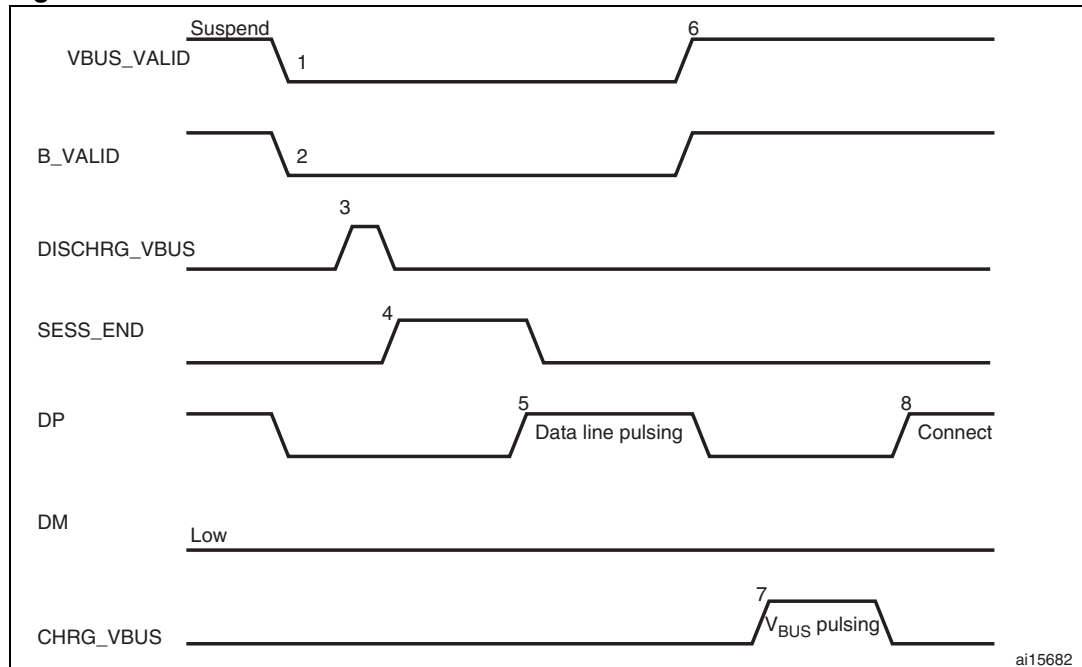 Suspend
6
VBUS_VALID
1
B_VALID
2
3
DISCHRG_VBUS
4
SESS_END
5
8
DP
Data line pulsing
Connect
DM
Low
7
VBUS pulsing
CHRG_VBUS
ai15682